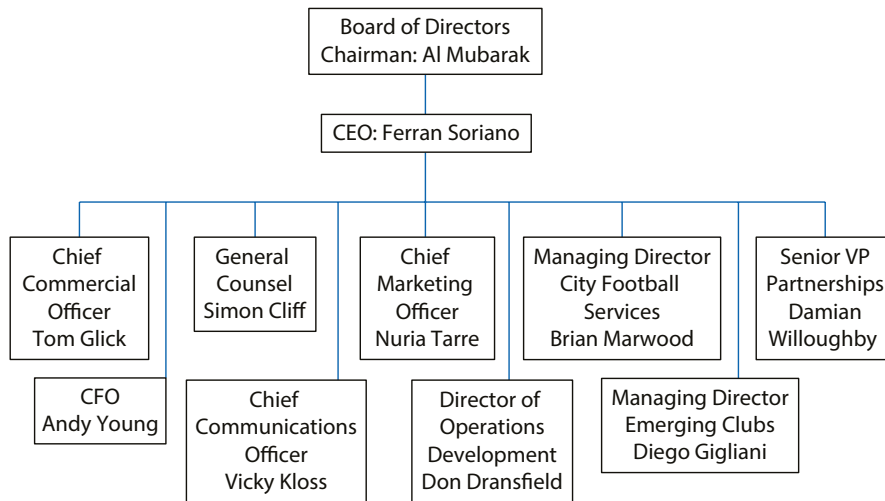 Board of Directors
Chairman: Al Mubarak
CEO: Ferran Soriano
Chief
Commercial
Officer
Tom Glick
General
Counsel
Simon Cliff
Chief
Marketing
Officer
Nuria Tarre
Managing Director
City Football
Services
Brian Marwood
Senior VP
Partnerships
Damian
Willoughby
CFO
Andy Young
Chief
Communications
Officer
Vicky Kloss
Director of
Operations
Development
Don Dransfield
Managing Director
Emerging Clubs
Diego Gigliani